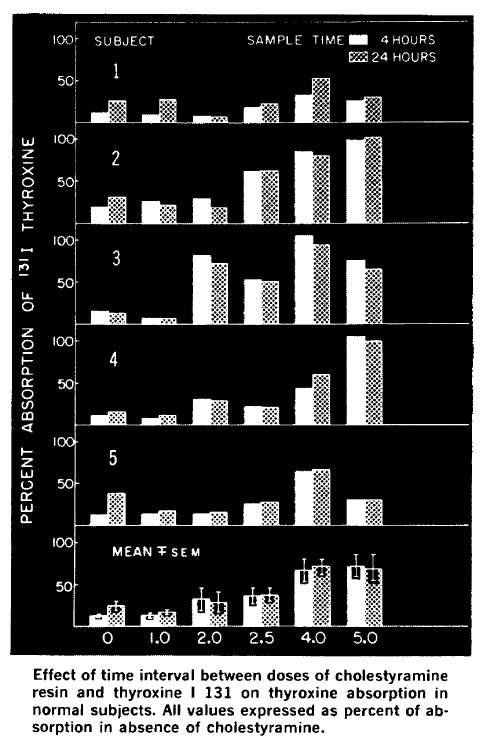 PERCENT ABSORPTION OF 131I THYROXINE
SUBJECT
SAMPLE TIME 4 HOURS
24 HOURS
100
50
1
100
50
2
100
50
3
100
50
4
100
50
5
100
50
MEAN ∓ SEM
0 1.0 2.0 2.5 4.0 5.0
Effect of time interval between doses of cholestyramine
resin and thyroxine I 131 on thyroxine absorption in
normal subjects. All values expressed as percent of ab-
sorption in absence of cholestyramine.